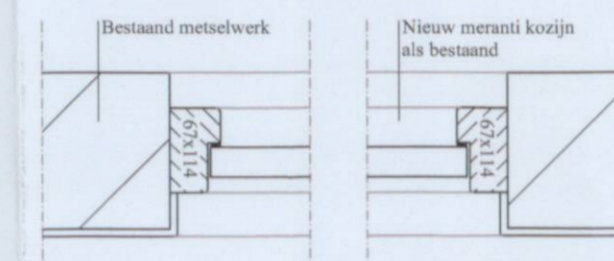 Bestaand metselwerk
Nieuw meranti kozijn
als bestaand
67x114
67x114